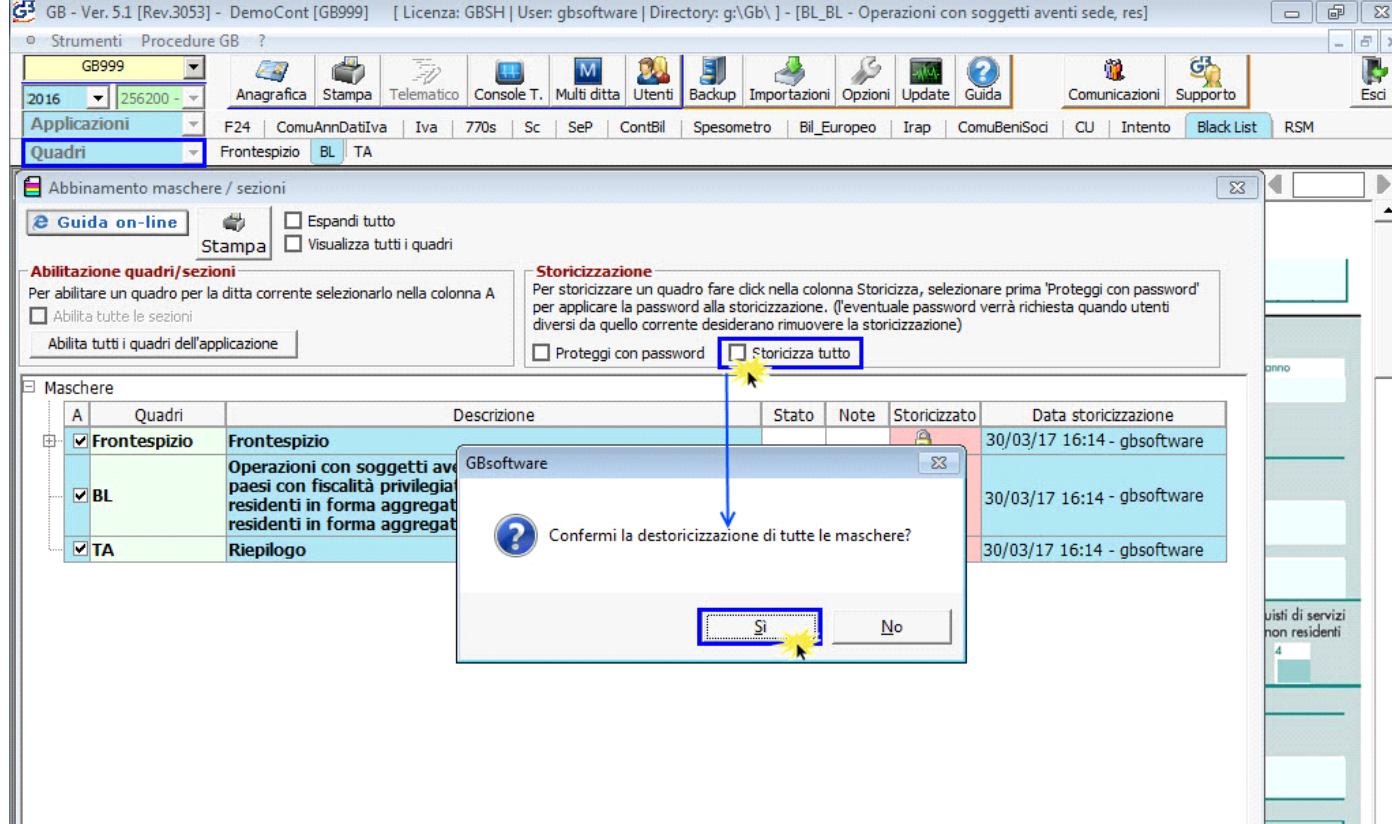 GB - Ver. 5.1 [Rev.3053] - DemoCont [GB999] [ Licenza: GBSH | User: gbsoftware | Directory: g:\Gb\ ] - [BL_BL - Operazioni con soggetti aventi sede, res]
Strumenti Procedure GB ?
GB999
2016 256200 -
Anagrafica Stampa Telematico Console T. Multi ditta Utenti Backup Importazioni Opzioni Update Guida Comunicazioni Supporto Esci
Applicazioni F24 ComuAnnDatiIva Iva 770s Sc SeP ContBil Spesometro Bil_Europeo Irap ComuBeniSoci CU Intento Black List RSM
Quadri Frontespizio BL TA
Abbinamento maschere / sezioni
Guida on-line Stampa
Espandi tutto
Visualizza tutti i quadri
Abilitazione quadri/sezioni
Per abilitare un quadro per la ditta corrente selezionarlo nella colonna A
Abilita tutte le sezioni
Abilita tutti i quadri dell'applicazione
Storicizzazione
Per storicizzare un quadro fare click nella colonna Storicizza, selezionare prima 'Proteggi con password'
per applicare la password alla storicizzazione. (l'eventuale password verrà richiesta quando utenti
diversi da quello corrente desiderano rimuovere la storicizzazione)
Proteggi con password Storicizza tutto
anno
Maschere
A Quadri Descrizione Stato Note Storicizzato Data storicizzazione
Frontespizio Frontespizio 30/03/17 16:14 - gbsoftware
BL
Operazioni con soggetti ave
paesi con fiscalità privilegiat
residenti in forma aggregat
residenti in forma aggregat
30/03/17 16:14 - gbsoftware
TA Riepilogo 30/03/17 16:14 - gbsoftware
GBsoftware
Confermi la destoricizzazione di tutte le maschere?
Sì No
uisti di servizi
non residenti
4